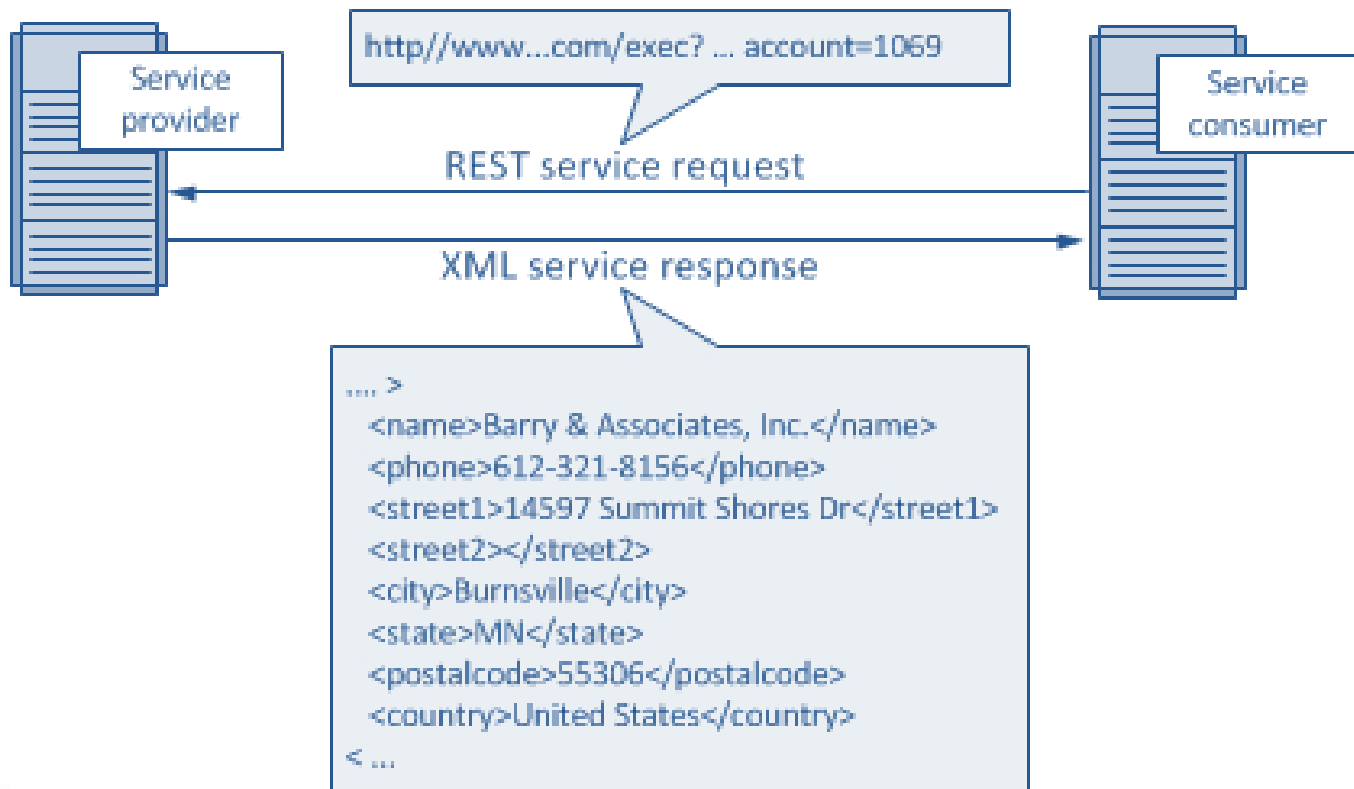 Service
provider
http//www...com/exec? ... account=1069
Service
consumer
REST service request
XML service response
.... >
<name>Barry & Associates, Inc.</name>
<phone>612-321-8156</phone>
<street1>14597 Summit Shores Dr</street1>
<street2></street2>
<city>Burnsville</city>
<state>MN</state>
<postalcode>55306</postalcode>
<country>United States</country>
< ...